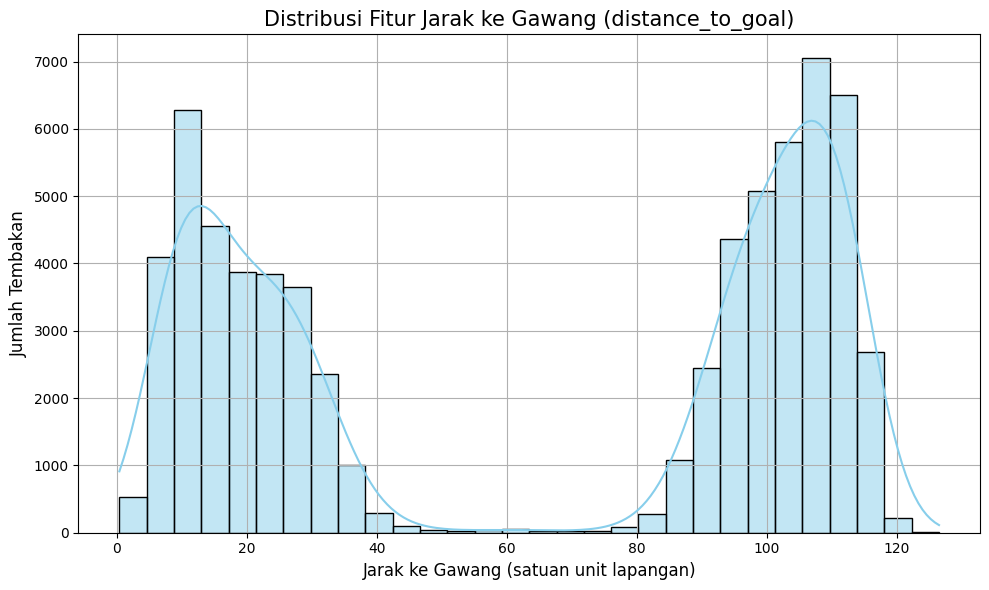 Distribusi Fitur Jarak ke Gawang (distance_to_goal)
Jumlah Tembakan
7000
6000
5000
4000
3000
2000
1000
0
0 20 40 60 80 100 120
Jarak ke Gawang (satuan unit lapangan)